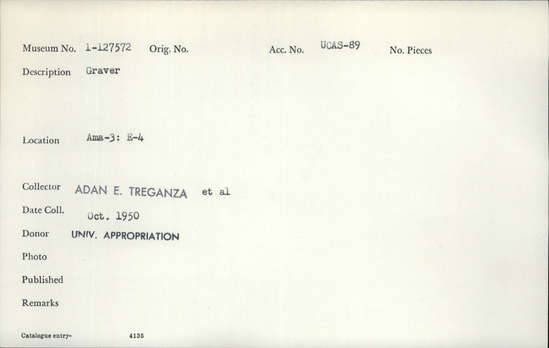 Museum No. 1-127572 Orig. No. Acc. No. UCAS-89 No. Pieces
Description Graver
Location Ama-3: E-4
Collector ADAN E. TREGANZA et al
Date Coll. Oct. 1950
Donor UNIV. APPROPRIATION
Photo
Published
Remarks
Catalogue entry- 4135